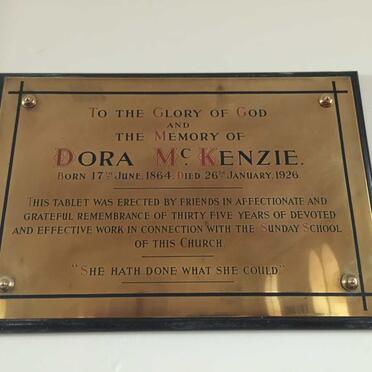 To the Glory of God
and
the Memory of
Dora McKenzie.
Born 17th June, 1864. Died 26th January, 1926.
This tablet was erected by friends in affectionate and
grateful remembrance of thirty five years of devoted
and effective work in connection with the Sunday School
of this Church.
"She hath done what she could"